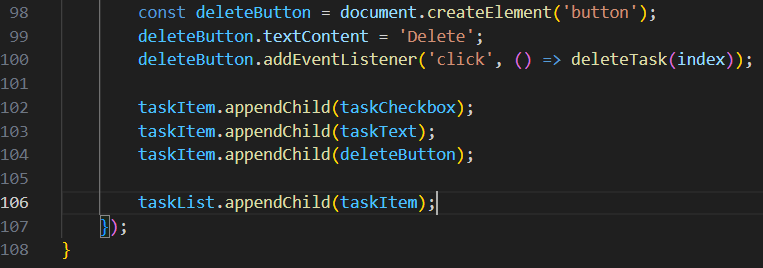 98 const deleteButton = document.createElement('button');
99 deleteButton.textContent = 'Delete';
100 deleteButton.addEventListener('click', () => deleteTask(index));
101
102 taskItem.appendChild(taskCheckbox);
103 taskItem.appendChild(taskText);
104 taskItem.appendChild(deleteButton);
105
106 taskList.appendChild(taskItem);
107 });
108 }